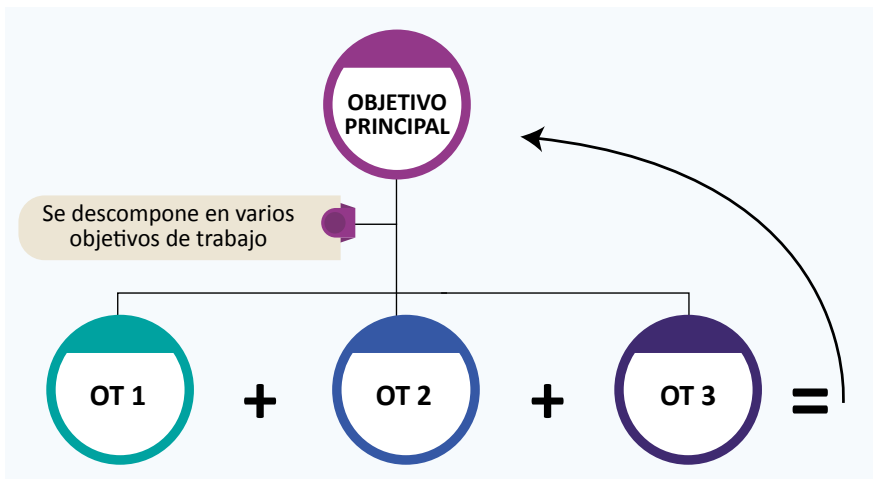 OBJETIVO
PRINCIPAL
Se descompone en varios
objetivos de trabajo
OT 1 + OT 2 + OT 3 =